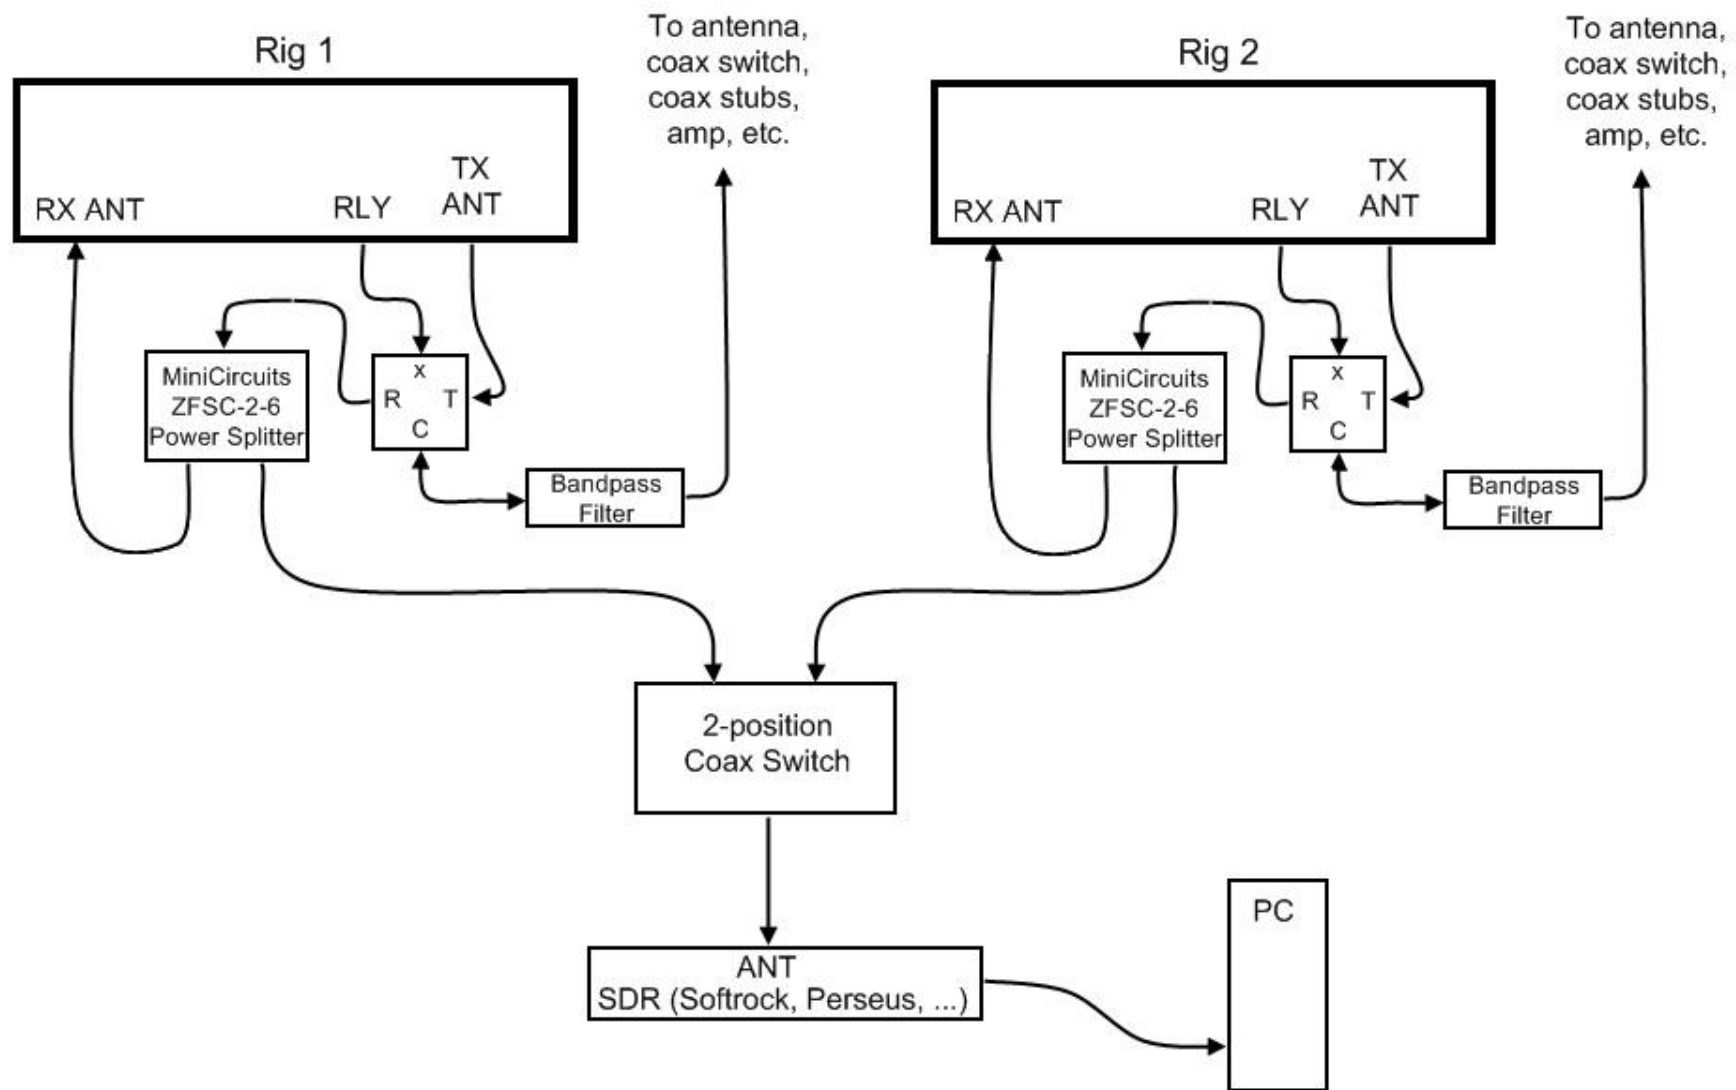 Rig 1
To antenna,
coax switch,
coax stubs,
amp, etc.
RX ANT
RLY
TX
ANT
MiniCircuits
ZFSC-2-6
Power Splitter
x
R T
C
Bandpass
Filter
Rig 2
To antenna,
coax switch,
coax stubs,
amp, etc.
RX ANT
RLY
TX
ANT
MiniCircuits
ZFSC-2-6
Power Splitter
x
R T
C
Bandpass
Filter
2-position
Coax Switch
ANT
SDR (Softrock, Perseus, ...)
PC